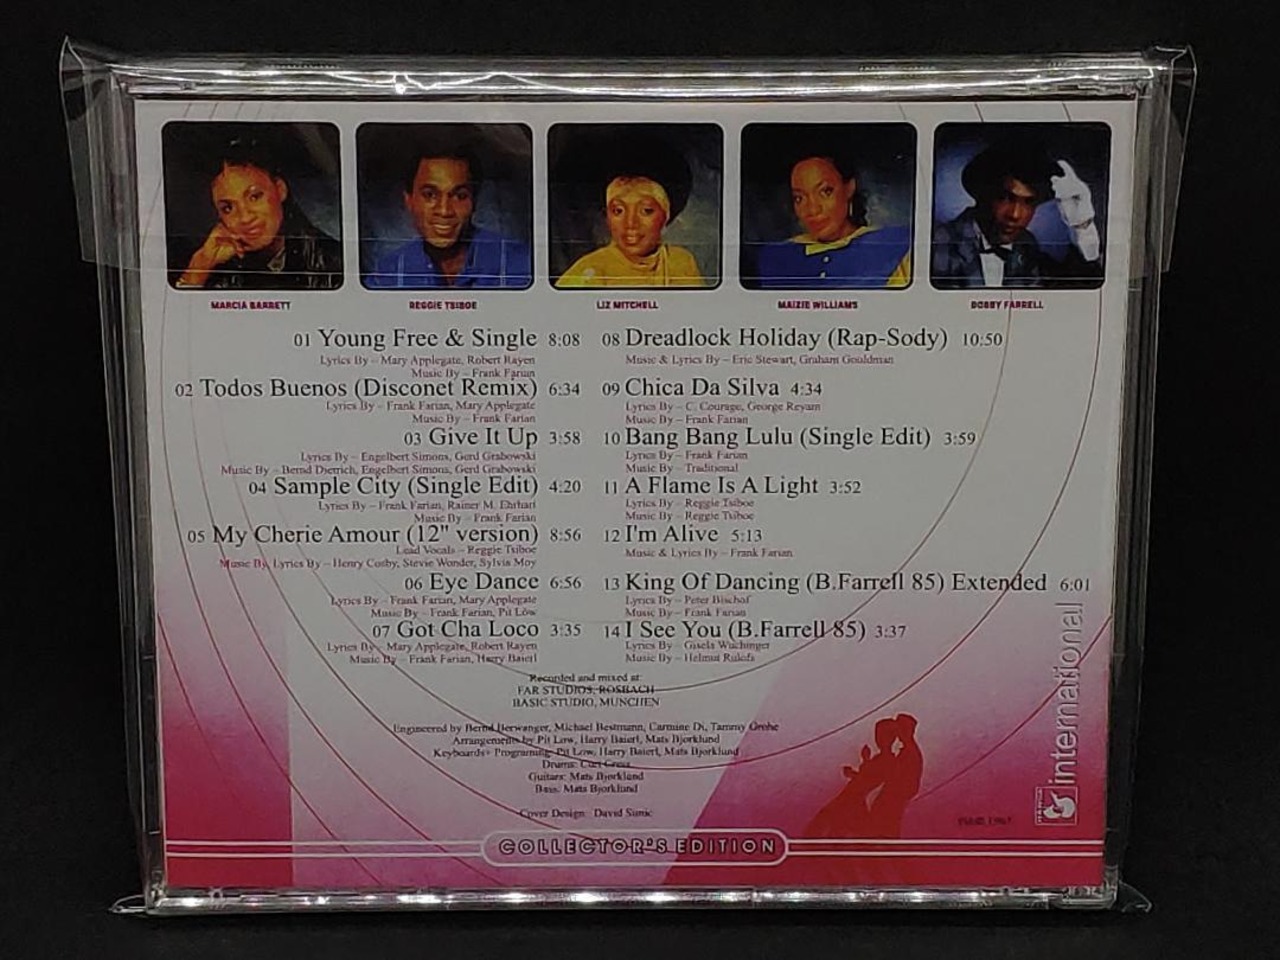 MARCIA BARRETT
REGGIE TSIBOE
LIZ MITCHELL
MAIZIE WILLIAMS
BOBBY FARRELL
01 Young Free & Single 8:08
Lyrics By – Mary Applegate, Robert Rayen
Music By – Frank Farian
02 Todos Buenos (Disconet Remix) 6:34
Lyrics By – Frank Farian, Mary Applegate
Music By – Frank Farian
03 Give It Up 3:58
Lyrics By – Engelbert Simons, Gerd Grabowski
Music By – Bernd Dietrich, Engelbert Simons, Gerd Grabowski
04 Sample City (Single Edit) 4:20
Lyrics By – Frank Farian, Rainer M. Ehrhart
Music By – Frank Farian
05 My Cherie Amour (12" version) 8:56
Lead Vocals – Reggie Tsiboe
Music By, Lyrics By – Henry Cosby, Stevie Wonder, Sylvia Moy
06 Eye Dance 6:56
Lyrics By – Frank Farian, Mary Applegate
Music By – Frank Farian, Pit Löw
07 Got Cha Loco 3:35
Lyrics By – Mary Applegate, Robert Rayen
Music By – Frank Farian, Harry Baierl
08 Dreadlock Holiday (Rap-Sody) 10:50
Music & Lyrics By – Eric Stewart, Graham Gouldman
09 Chica Da Silva 4:34
Lyrics By – C. Courage, George Reyam
Music By – Frank Farian
10 Bang Bang Lulu (Single Edit) 3:59
Lyrics By – Frank Farian
Music By – Traditional
11 A Flame Is A Light 3:52
Lyrics By – Reggie Tsiboe
Music By – Reggie Tsiboe
12 I'm Alive 5:13
Music & Lyrics By – Frank Farian
13 King Of Dancing (B.Farrell 85) Extended 6:01
Lyrics By – Peter Bischof
Music By – Frank Farian
14 I See You (B.Farrell 85) 3:37
Lyrics By – Gisela Wuchinger
Music By – Helmut Rulofs
Recorded and mixed at:
FAR STUDIOS, ROSBACH
BASIC STUDIO, MUNCHEN
Engineered by Bernd Berwanger, Michael Bestmann, Carmine Di, Tammy Grohe
Arrangements by Pit Low, Harry Baierl, Mats Bjorklund
Keyboards+ Programing: Pit Low, Harry Baierl, Mats Bjorklund
Drums: Curt Cress
Guitars: Mats Bjorklund
Bass: Mats Bjorklund
Cover Design: David Simic
international
COLLECTOR'S EDITION